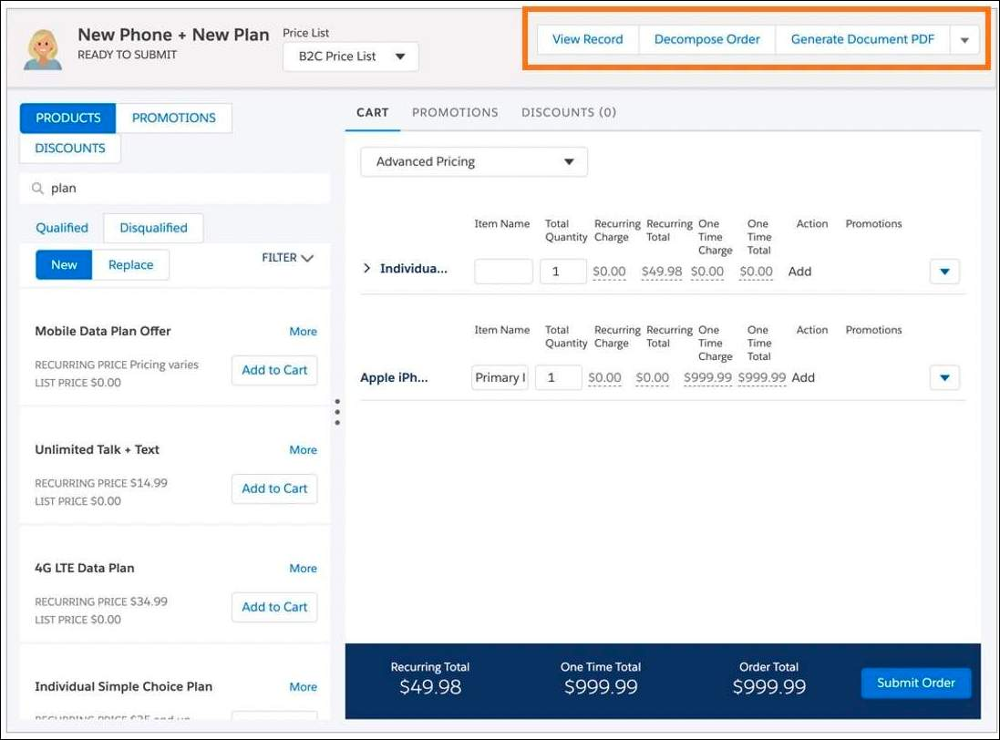 New Phone + New Plan
READY TO SUBMIT
Price List
B2C Price List
View Record
Decompose Order
Generate Document PDF
PRODUCTS
PROMOTIONS
DISCOUNTS
plan
Qualified
Disqualified
New
Replace
FILTER
Mobile Data Plan Offer
More
RECURRING PRICE Pricing varies
LIST PRICE $0.00
Add to Cart
Unlimited Talk + Text
More
RECURRING PRICE $14.99
LIST PRICE $0.00
Add to Cart
4G LTE Data Plan
More
RECURRING PRICE $34.99
LIST PRICE $0.00
Add to Cart
Individual Simple Choice Plan
More
RECURRING PRICE $25 and up
CART
PROMOTIONS
DISCOUNTS (0)
Advanced Pricing
Item Name
Total
Quantity
Recurring
Charge
Recurring
Total
One
Time
Charge
One
Time
Total
Action
Promotions
Individua...
1
$0.00
$49.98
$0.00
$0.00
Add
Item Name
Total
Quantity
Recurring
Charge
Recurring
Total
One
Time
Charge
One
Time
Total
Action
Promotions
Apple iPh...
Primary I
1
$0.00
$0.00
$999.99
$999.99
Add
Recurring Total
$49.98
One Time Total
$999.99
Order Total
$999.99
Submit Order